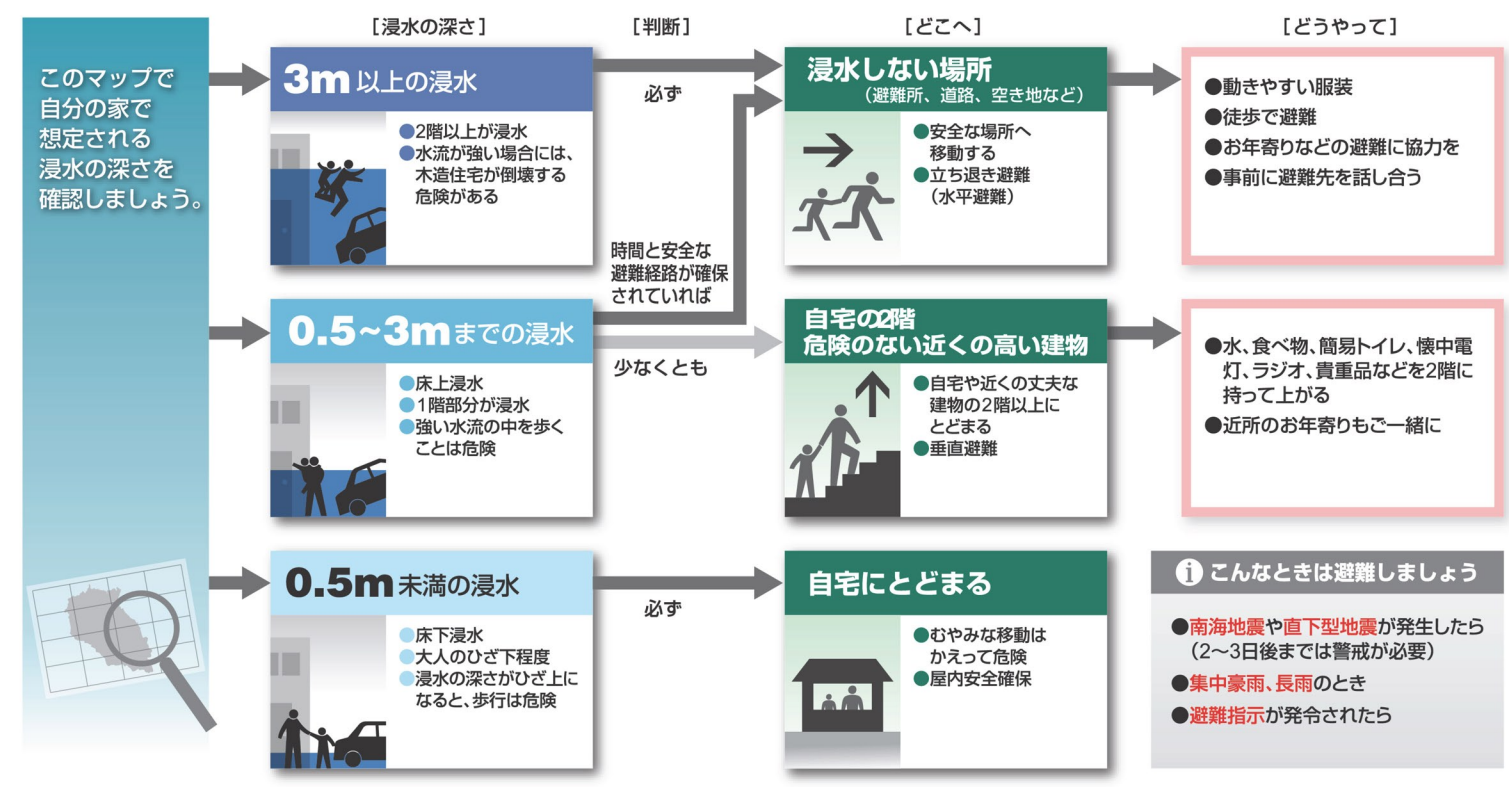 [浸水の深さ]
[判断]
[どこへ]
[どうやって]
このマップで
自分の家で
想定される
浸水の深さを
確認しましょう。
3m以上の浸水
●2階以上が浸水
●水流が強い場合には、
木造住宅が倒壊する
危険がある
必ず
浸水しない場所
（避難所、道路、空き地など）
●安全な場所へ
移動する
●立ち退き避難
（水平避難）
●動きやすい服装
●徒歩で避難
●お年寄りなどの避難に協力を
●事前に避難先を話し合う
時間と安全な
避難経路が確保
されていれば
0.5~3mまでの浸水
●床上浸水
●1階部分が浸水
●強い水流の中を歩く
ことは危険
少なくとも
自宅の2階
危険のない近くの高い建物
●自宅や近くの丈夫な
建物の2階以上に
とどまる
●垂直避難
●水、食べ物、簡易トイレ、懐中電
灯、ラジオ、貴重品などを2階に
持って上がる
●近所のお年寄りもご一緒に
0.5m未満の浸水
●床下浸水
●大人のひざ下程度
●浸水の深さがひざ上に
なると、歩行は危険
必ず
自宅にとどまる
●むやみな移動は
かえって危険
●屋内安全確保
i こんなときは避難しましょう
●南海地震や直下型地震が発生したら
（2〜3日後までは警戒が必要）
●集中豪雨、長雨のとき
●避難指示が発令されたら